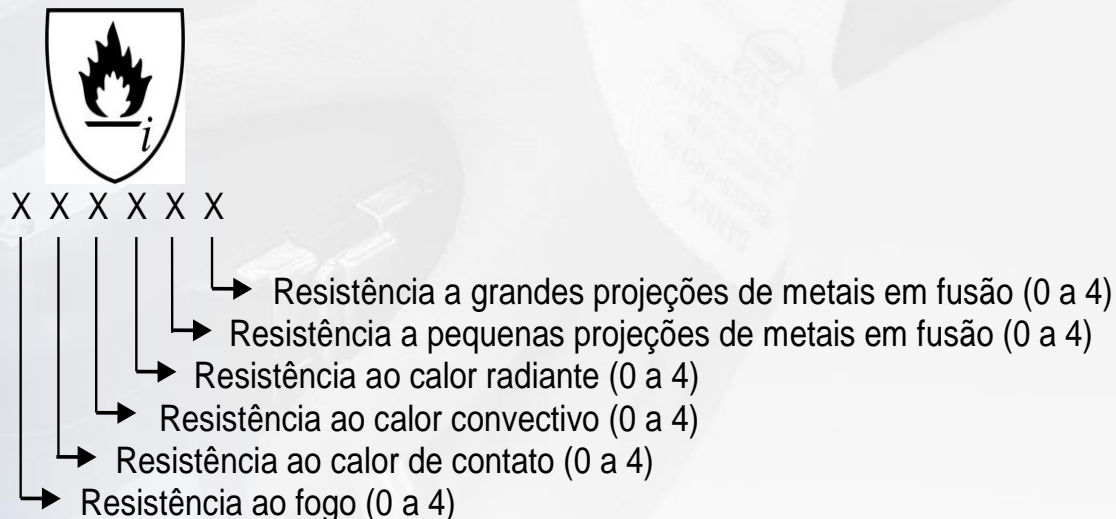 i
X X X X X X
Resistência a grandes projeções de metais em fusão (0 a 4)
Resistência a pequenas projeções de metais em fusão (0 a 4)
Resistência ao calor radiante (0 a 4)
Resistência ao calor convectivo (0 a 4)
Resistência ao calor de contato (0 a 4)
Resistência ao fogo (0 a 4)